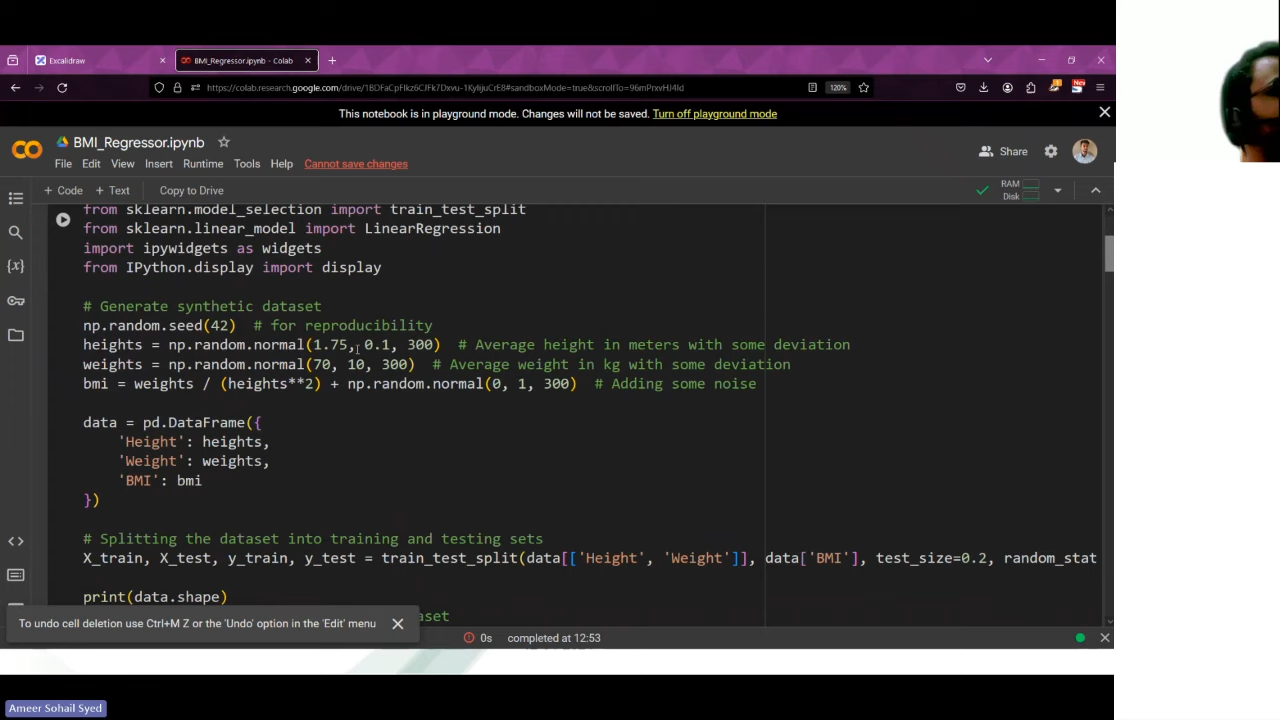 Excalidraw
BMI_Regressor.ipynb - Colab
https://colab.research.google.com/drive/1BDFaCpFIkz6CJFk7Dxvu-1KyIijuCrE8#sandboxMode=true&scrollTo=96mPrxvHJ4Id
120%
New
This notebook is in playground mode. Changes will not be saved. Turn off playground mode
BMI_Regressor.ipynb
File Edit View Insert Runtime Tools Help Cannot save changes
Share
+ Code + Text Copy to Drive
RAM
Disk
from sklearn.model_selection import train_test_split
from sklearn.linear_model import LinearRegression
import ipywidgets as widgets
from IPython.display import display
# Generate synthetic dataset
np.random.seed(42) # for reproducibility
heights = np.random.normal(1.75, 0.1, 300) # Average height in meters with some deviation
weights = np.random.normal(70, 10, 300) # Average weight in kg with some deviation
bmi = weights / (heights**2) + np.random.normal(0, 1, 300) # Adding some noise
data = pd.DataFrame({
'Height': heights,
'Weight': weights,
'BMI': bmi
})
# Splitting the dataset into training and testing sets
X_train, X_test, y_train, y_test = train_test_split(data[['Height', 'Weight']], data['BMI'], test_size=0.2, random_stat
print(data.shape)
aset
To undo cell deletion use Ctrl+M Z or the 'Undo' option in the 'Edit' menu
0s completed at 12:53
Ameer Sohail Syed